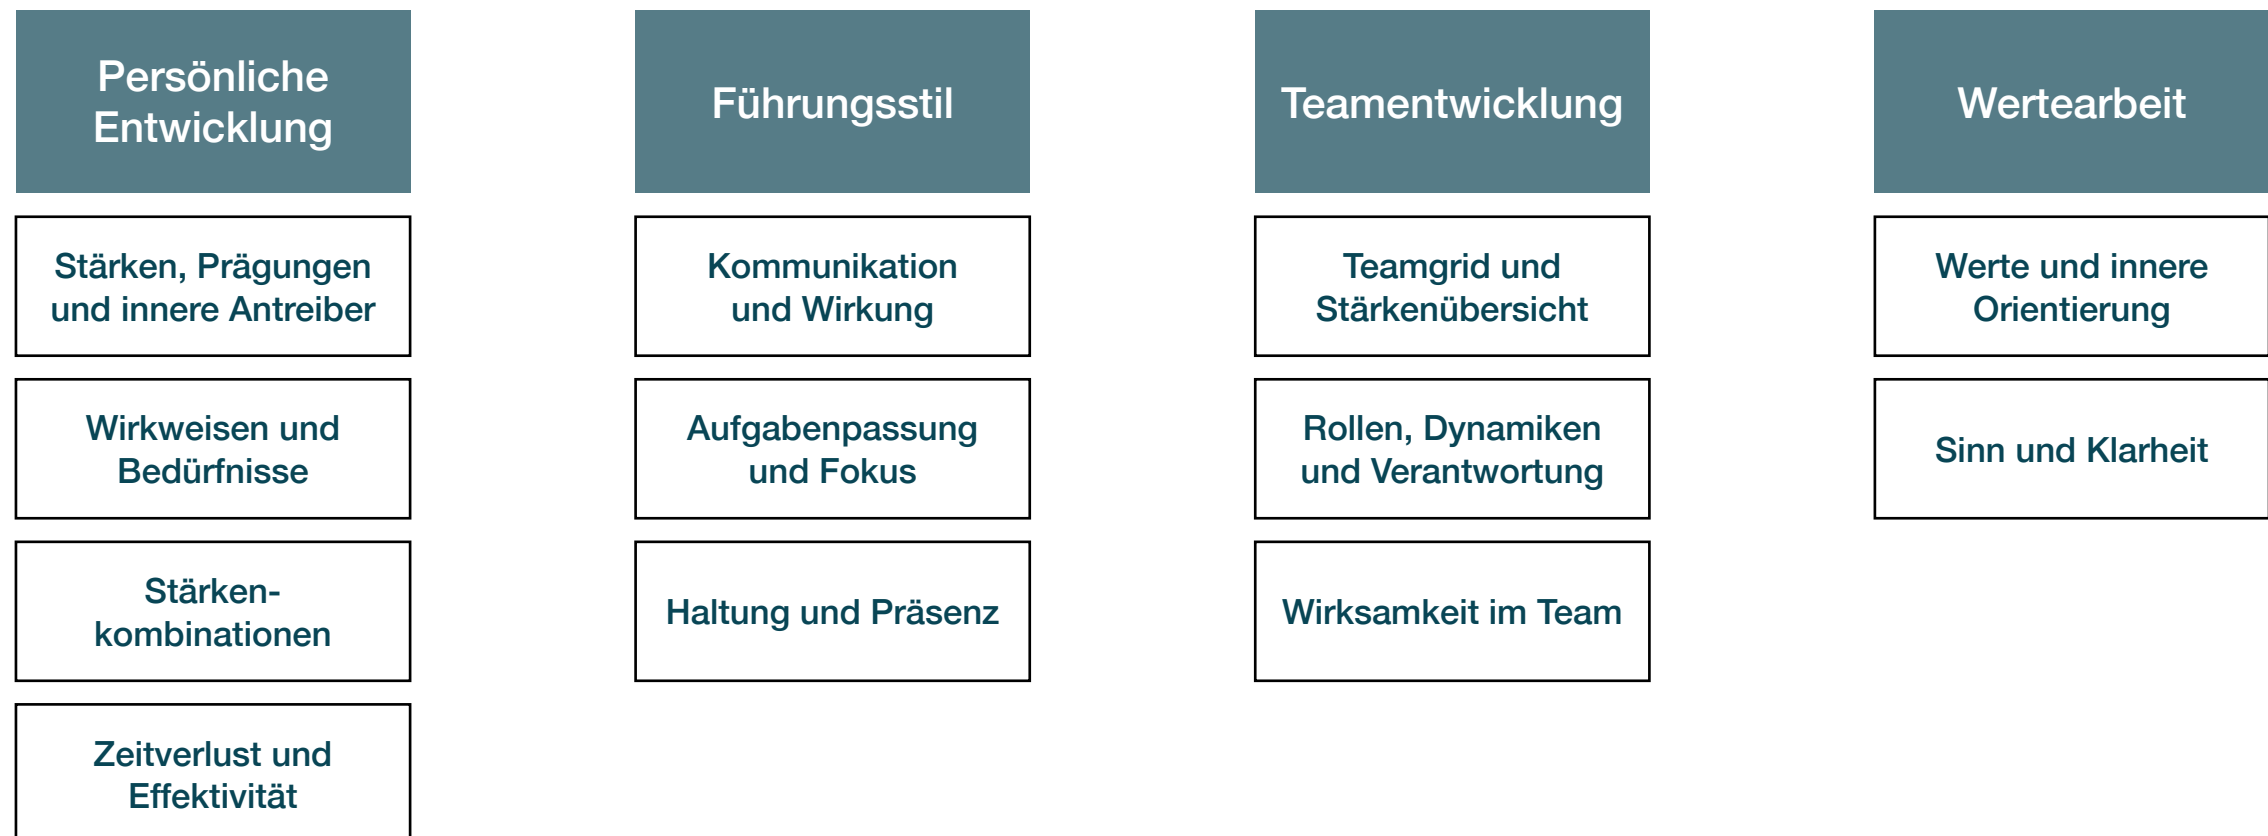 Persönliche
Entwicklung
Stärken, Prägungen
und innere Antreiber
Wirkweisen und
Bedürfnisse
Stärken-
kombinationen
Zeitverlust und
Effektivität
Führungsstil
Kommunikation
und Wirkung
Aufgabenpassung
und Fokus
Haltung und Präsenz
Teamentwicklung
Teamgrid und
Stärkenübersicht
Rollen, Dynamiken
und Verantwortung
Wirksamkeit im Team
Wertearbeit
Werte und innere
Orientierung
Sinn und Klarheit